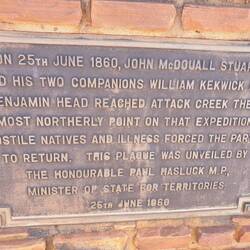 ON 25TH JUNE 1860, JOHN McDOUALL STUAR
D HIS TWO COMPANIONS WILLIAM KEKWICK
ENJAMIN HEAD REACHED ATTACK CREEK THE
MOST NORTHERLY POINT ON THAT EXPEDITION
OSTILE NATIVES AND ILLNESS FORCED THE PAR
TO RETURN. THIS PLAQUE WAS UNVEILED BY
THE HONOURABLE PAUL HASLUCK M.P.,
MINISTER OF STATE FOR TERRITORIES.
25TH JUNE 1960